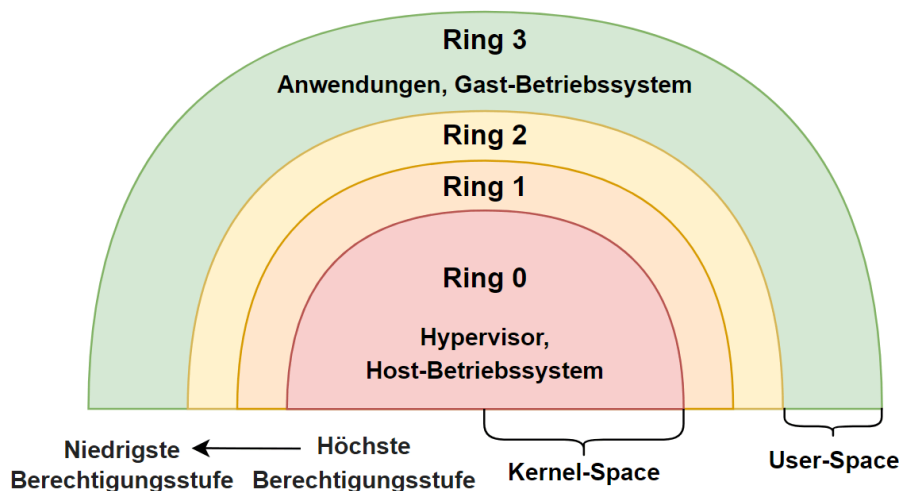 Ring 3
Anwendungen, Gast-Betriebssystem
Ring 2
Ring 1
Ring 0
Hypervisor,
Host-Betriebssystem
Niedrigste
Berechtigungsstufe
Höchste
Berechtigungsstufe
Kernel-Space
User-Space